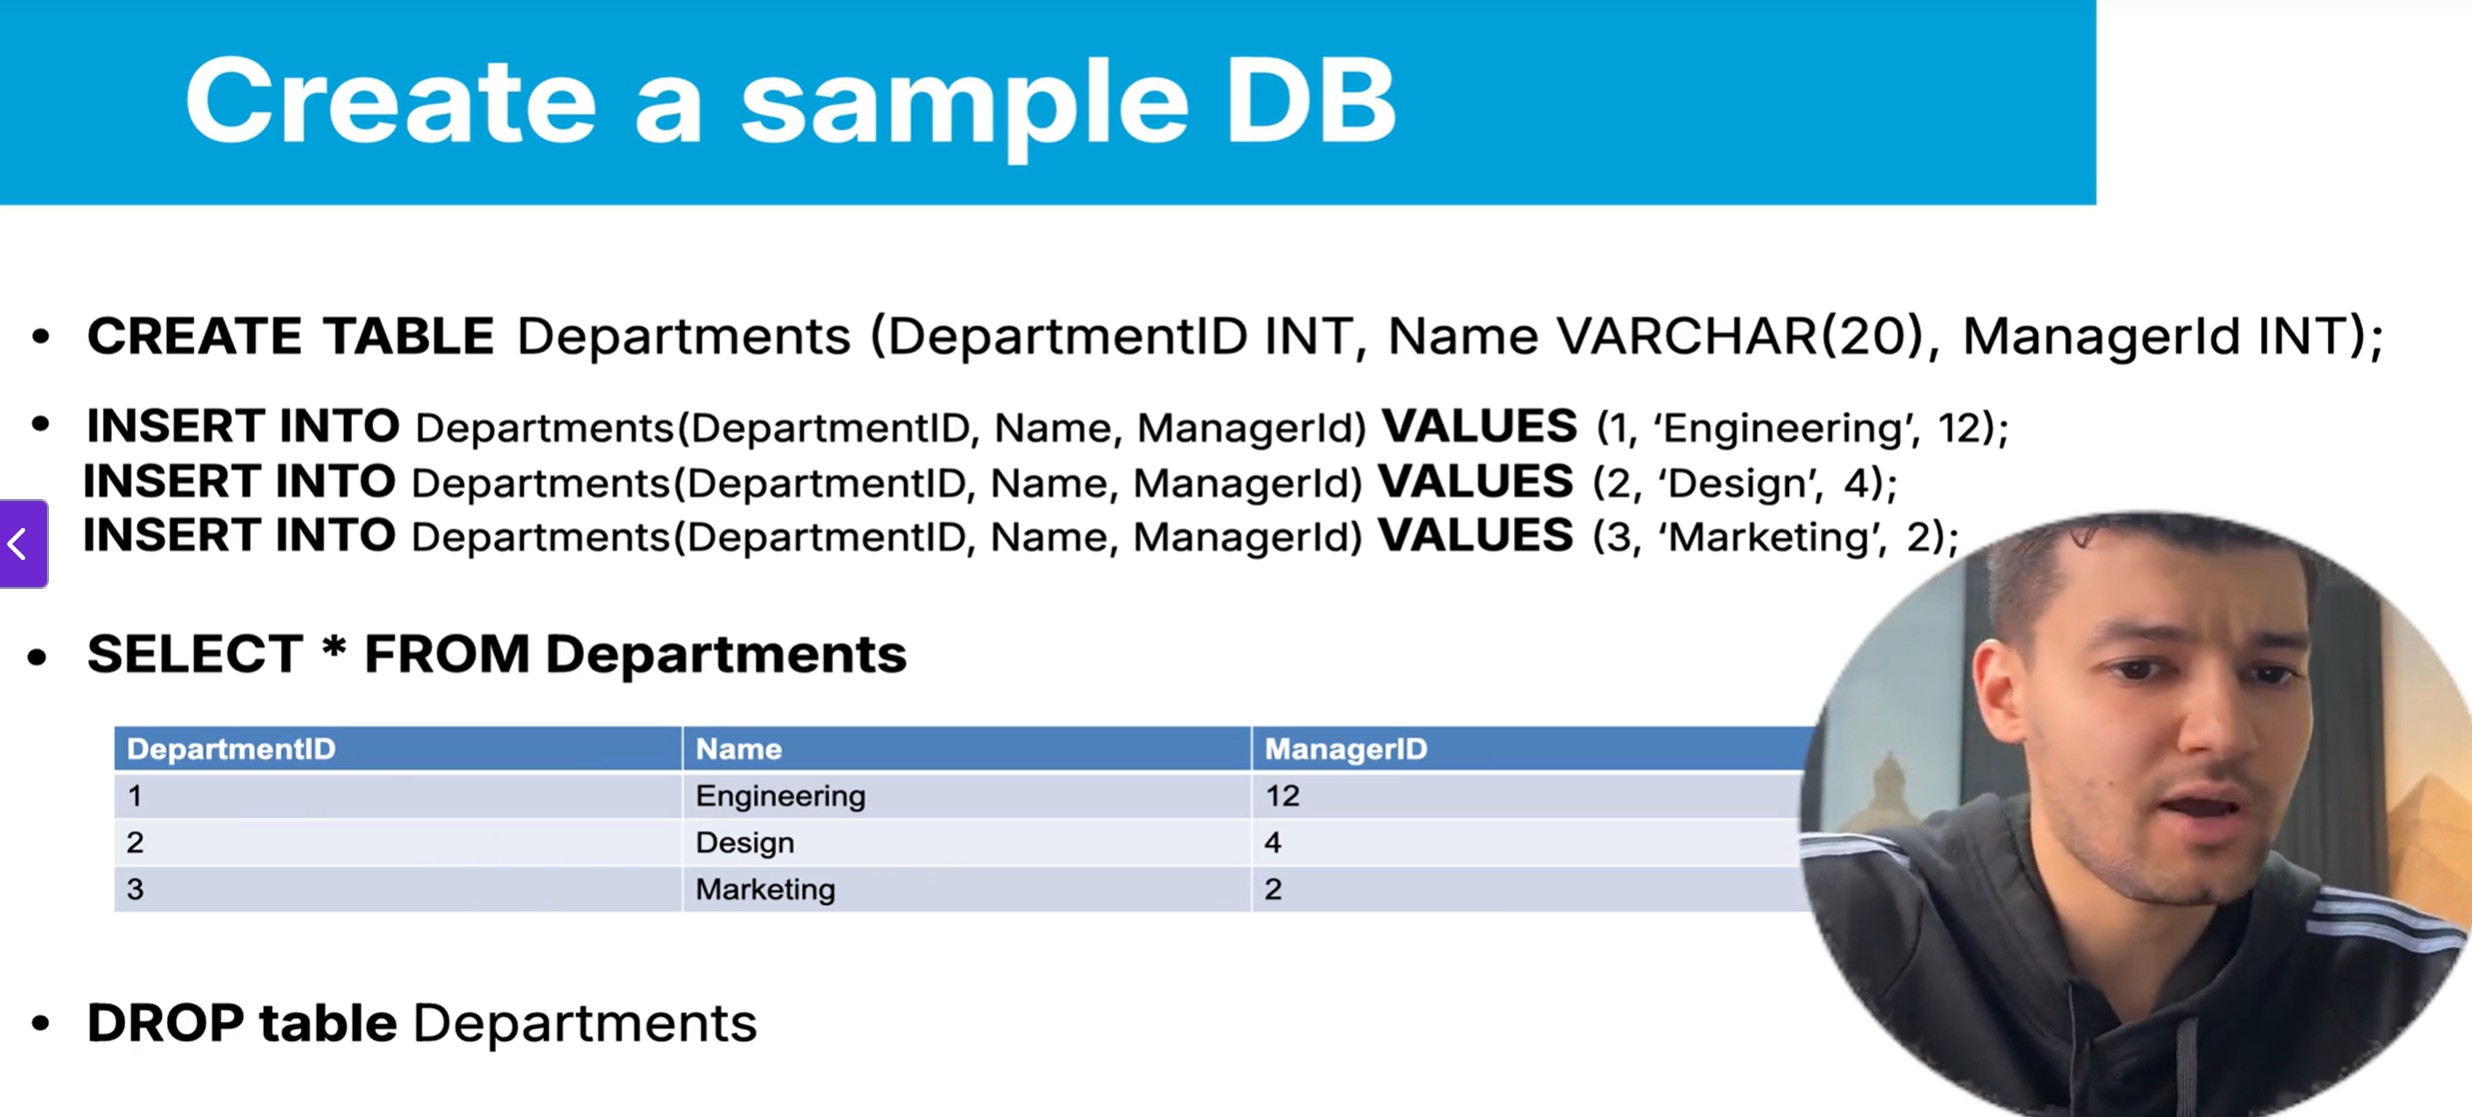 Create a sample DB
• CREATE TABLE Departments (DepartmentID INT, Name VARCHAR(20), ManagerId INT);
• INSERT INTO Departments(DepartmentID, Name, ManagerId) VALUES (1, ‘Engineering’, 12);
INSERT INTO Departments(DepartmentID, Name, ManagerId) VALUES (2, ‘Design’, 4);
INSERT INTO Departments(DepartmentID, Name, ManagerId) VALUES (3, ‘Marketing’, 2);
• SELECT * FROM Departments
DepartmentID Name ManagerID
1 Engineering 12
2 Design 4
3 Marketing 2
• DROP table Departments